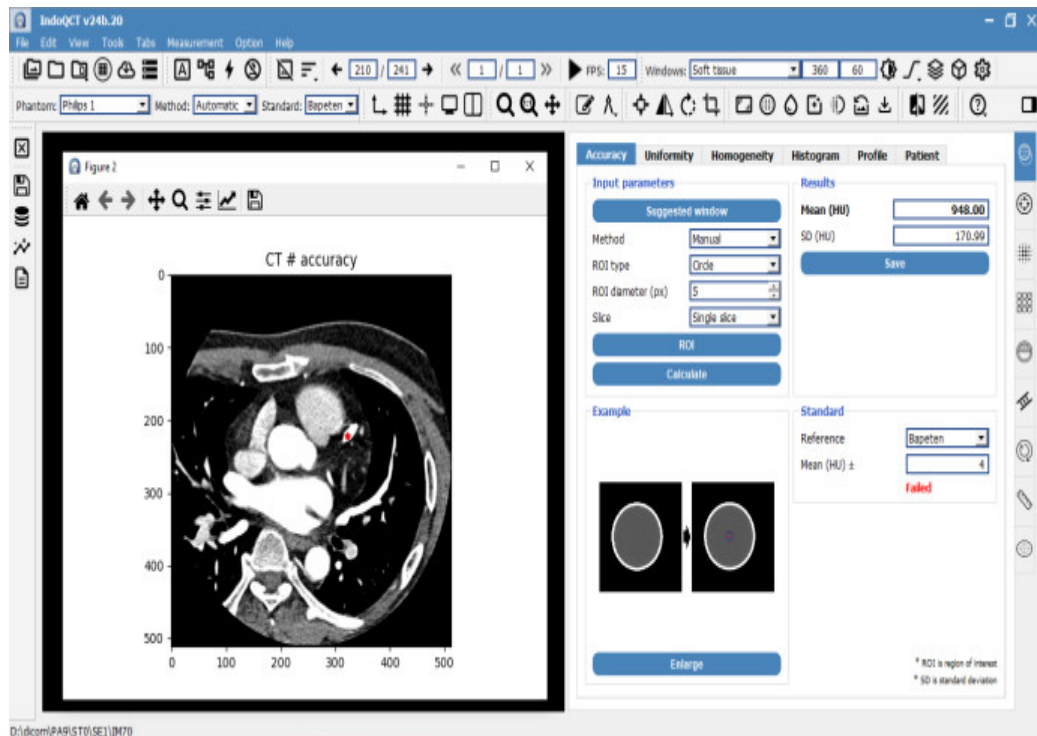 IndoQCT v24b.20
File Edit View Tools Tabs Measurement Option Help
210 / 241 1 / 1 FPS: 15 Windows: Soft tissue 360 60
Phantom: Philips 1 Method: Automatic Standard: Bapeten
Figure 2
CT # accuracy
0
100
200
300
400
500
0 100 200 300 400 500
Accuracy Uniformity Homogeneity Histogram Profile Patient
Input parameters
Suggested window
Method Manual
ROI type Circle
ROI diameter (px) 5
Slice Single slice
ROI
Calculate
Results
Mean (HU) 948.00
SD (HU) 170.99
Save
Example
Enlarge
Standard
Reference Bapeten
Mean (HU) ± 4
Failed
* ROI is region of interest
* SD is standard deviation
D:\dcom\PA9\ST0\SE1\IM70